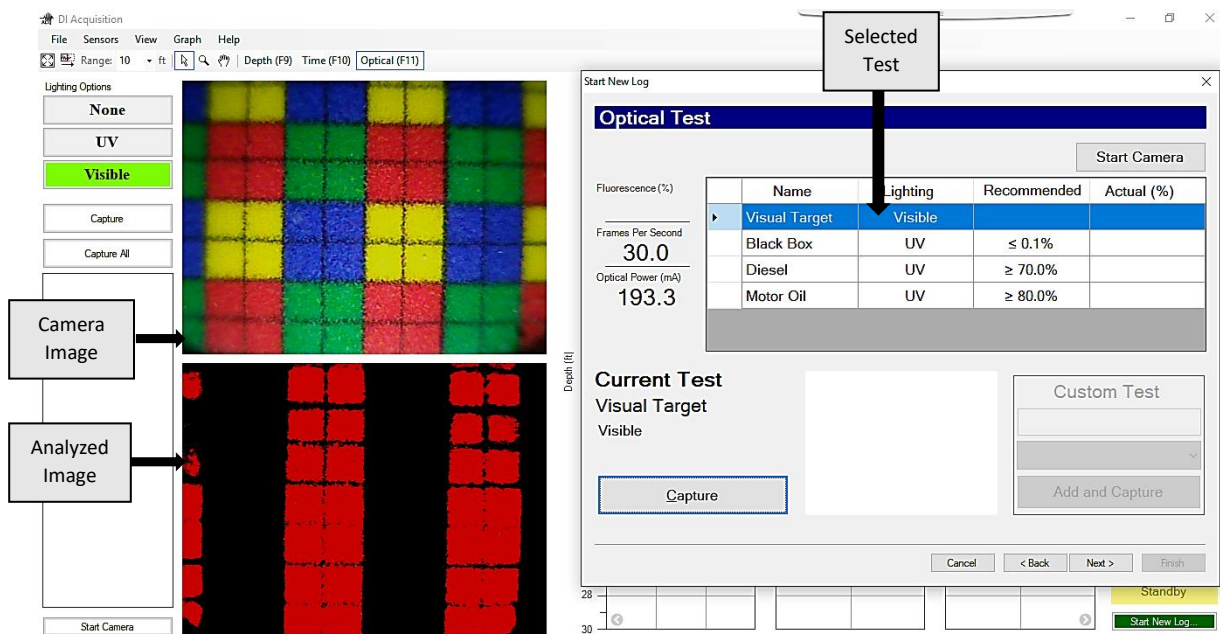 DI Acquisition
File Sensors View Graph Help
Range: 10 ft Depth (F9) Time (F10) Optical (F11)
Lighting Options
None
UV
Visible
Capture
Capture All
Camera
Image
Analyzed
Image
Start Camera
Depth (ft)
Selected
Test
Start New Log
Optical Test
Start Camera
Fluorescence (%)
Frames Per Second
30.0
Optical Power (mA)
193.3
Name Lighting Recommended Actual (%)
Visual Target Visible
Black Box UV ≤ 0.1%
Diesel UV ≥ 70.0%
Motor Oil UV ≥ 80.0%
Current Test
Visual Target
Visible
Capture
Custom Test
Add and Capture
Cancel < Back Next > Finish
28
30
Standby
Start New Log...